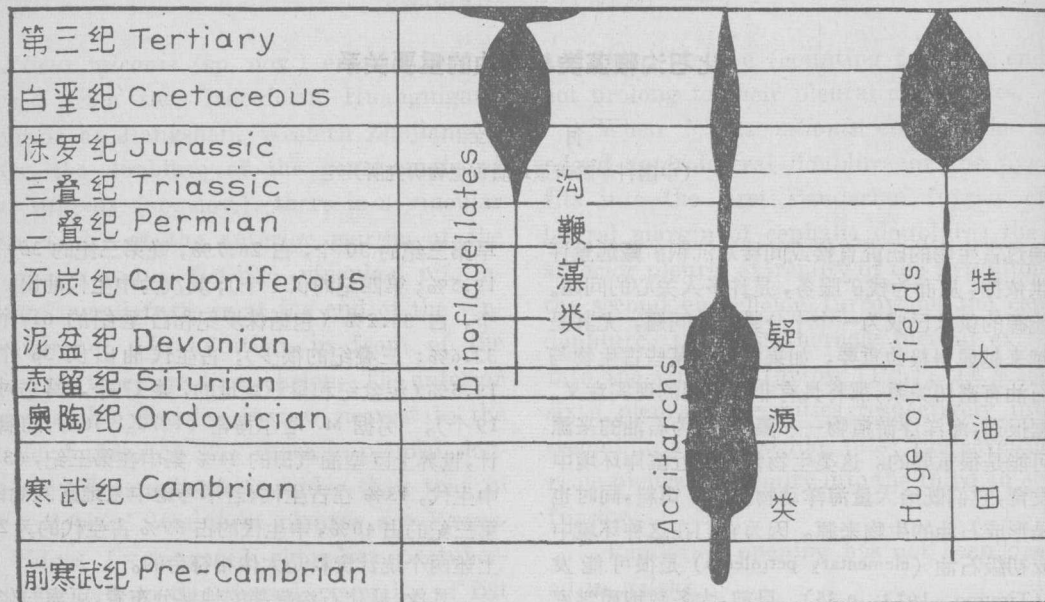 第三纪 Tertiary
白垩纪 Cretaceous
侏罗纪 Jurassic
三叠纪 Triassic
二叠纪 Permian
石炭纪 Carboniferous
泥盆纪 Devonian
志留纪 Silurian
奥陶纪 Ordovician
寒武纪 Cambrian
前寒武纪 Pre-Cambrian
Dinoflagellates
沟鞭藻类
Acritarchs
疑源类
Huge oil fields
特大油田